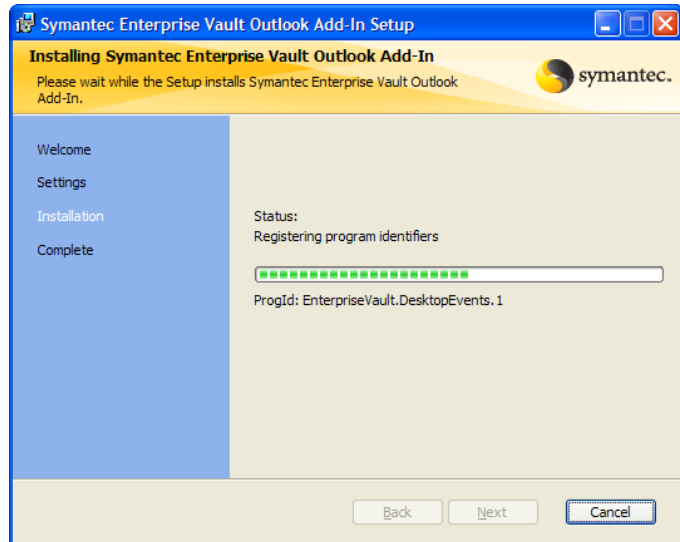 Symantec Enterprise Vault Outlook Add-In Setup
Installing Symantec Enterprise Vault Outlook Add-In
Please wait while the Setup installs Symantec Enterprise Vault Outlook
Add-In.
symantec.
Welcome
Settings
Installation
Complete
Status:
Registering program identifiers
ProgId: EnterpriseVault.DesktopEvents.1
Back
Next
Cancel